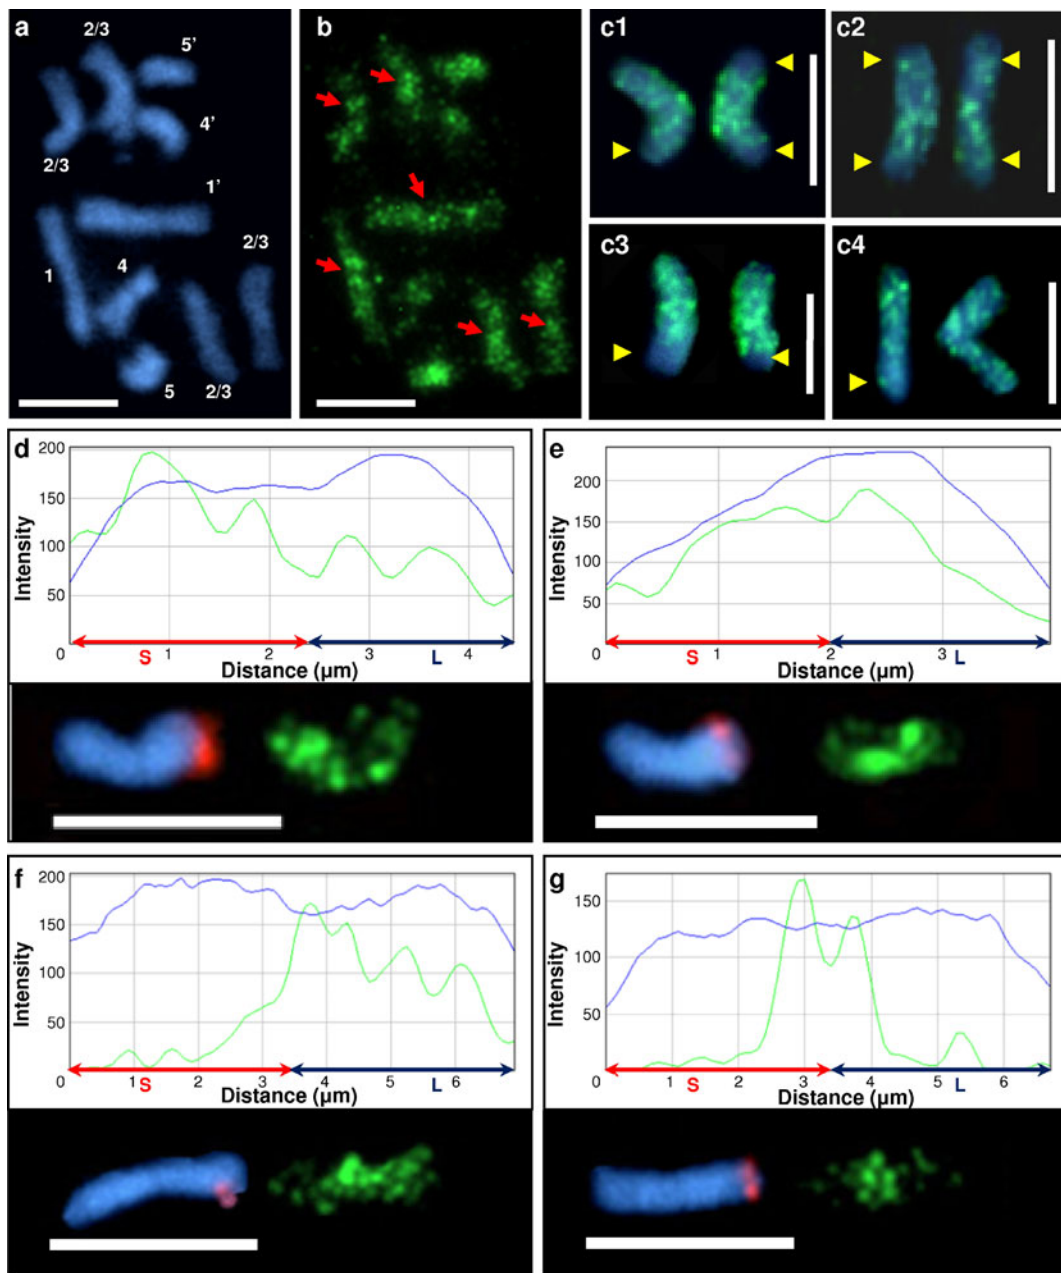 a
2/3
5'
4'
2/3
1'
2/3
1
4
5
2/3
b
c1
c2
c3
c4
d
200
150
100
50
Intensity
0 1 2 3 4
S L
Distance (µm)
e
200
150
100
50
Intensity
0 1 2 3
S L
Distance (µm)
f
200
150
100
50
Intensity
0 1 2 3 4 5 6
S L
Distance (µm)
g
150
100
50
Intensity
0 1 2 3 4 5 6
S L
Distance (µm)